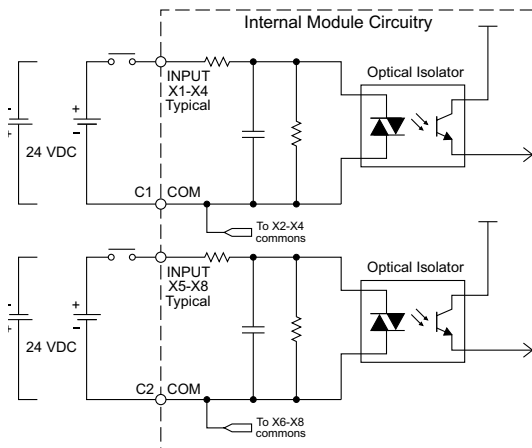 Internal Module Circuitry
INPUT
X1-X4
Typical
Optical Isolator
-
+
+
-
24 VDC
C1
COM
To X2-X4
commons
INPUT
X5-X8
Typical
Optical Isolator
-
+
+
-
24 VDC
C2
COM
To X6-X8
commons